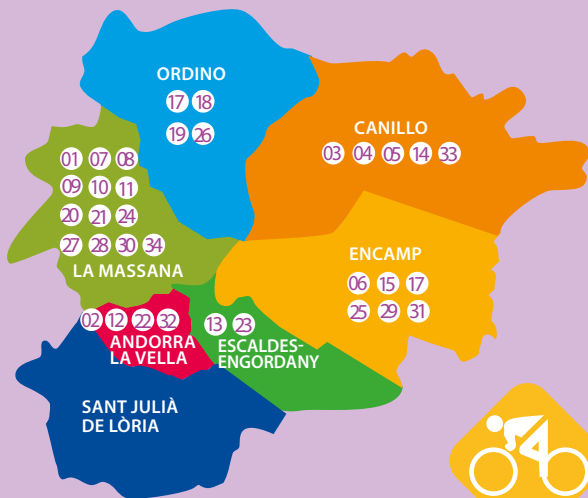 ORDINO
17 18
19 26
CANILLO
03 04 05 14 33
01 07 08
09 10 11
20 21 24
27 28 30 34
LA MASSANA
ENCAMP
06 15 17
25 29 31
02 12 22 32
ANDORRA
LA VELLA
13 23
ESCALDES-
ENGORDANY
SANT JULIÀ
DE LÒRIA